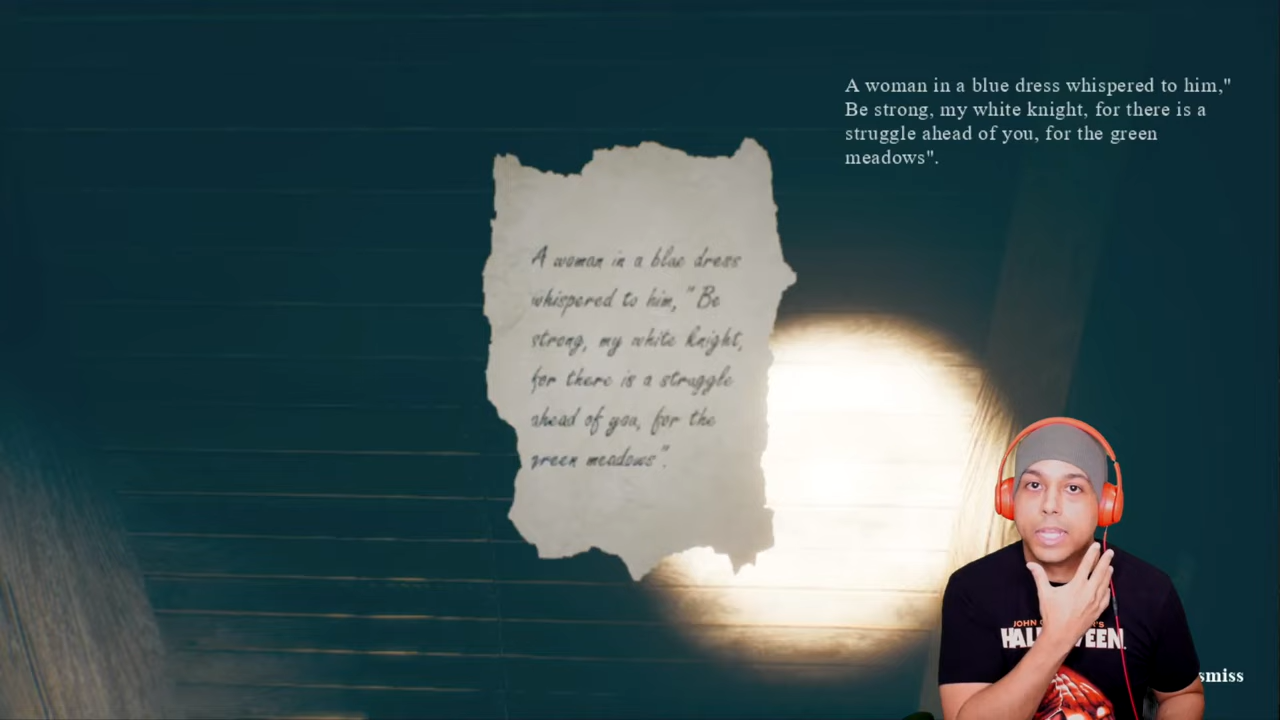 A woman in a blue dress whispered to him,"
Be strong, my white knight, for there is a
struggle ahead of you, for the green
meadows".
A woman in a blue dress
whispered to him, " Be
strong, my white knight,
for there is a struggle
ahead of you, for the
green meadows".
JOHN
smiss